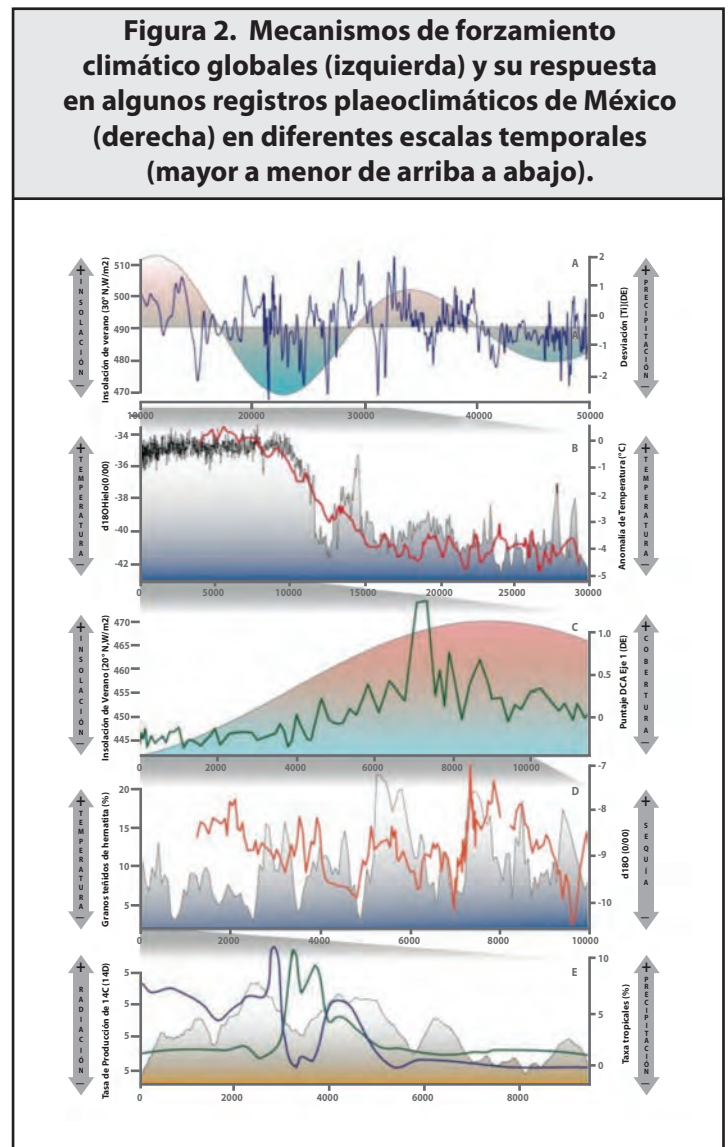 Figura 2. Mecanismos de forzamiento
climático globales (izquierda) y su respuesta
en algunos registros plaeoclimáticos de México
(derecha) en diferentes escalas temporales
(mayor a menor de arriba a abajo).
+ INSOLACIÓN −
Insolación de verano (30° N,W/m2)
510
500
490
480
470
A
A
2
1
0
-1
-2
Desviación [Ti](DE)
+ PRECIPITACIÓN −
10000 20000 30000 40000 50000
+ TEMPERATURA −
d18OHielo(0/00)
-34
-36
-38
-40
-42
B
0
-1
-2
-3
-4
-5
Anomalia de Temperatura (°C)
+ TEMPERATURA −
0 5000 10000 15000 20000 25000 30000
+ INSOLACIÓN −
Insolación de Verano (20° N,W/m2)
470
465
460
455
450
445
C
1.0
0.5
0
Puntaje DCA Eje 1 (DE)
+ COBERTURA −
0 2000 4000 6000 8000 10000
+ TEMPERATURA −
Granos teñidos de hematita (%)
20
15
10
5
D
-7
-8
-9
-10
d18O (0/00)
+ SEQUÍA −
0 2000 4000 6000 8000 10000
+ RADIACIÓN −
Tasa de Producción de 14C (14D)
5
5
5
5
E
10
5
0
Taxa tropicales (%)
+ PRECIPITACIÓN −
0 2000 4000 6000 8000